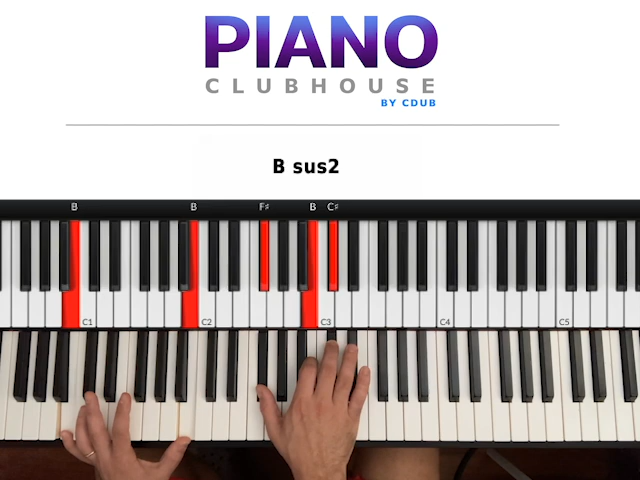 PIANO
CLUBHOUSE
BY CDUB
B sus2
B B F♯ B C♯
C1 C2 C3 C4 C5